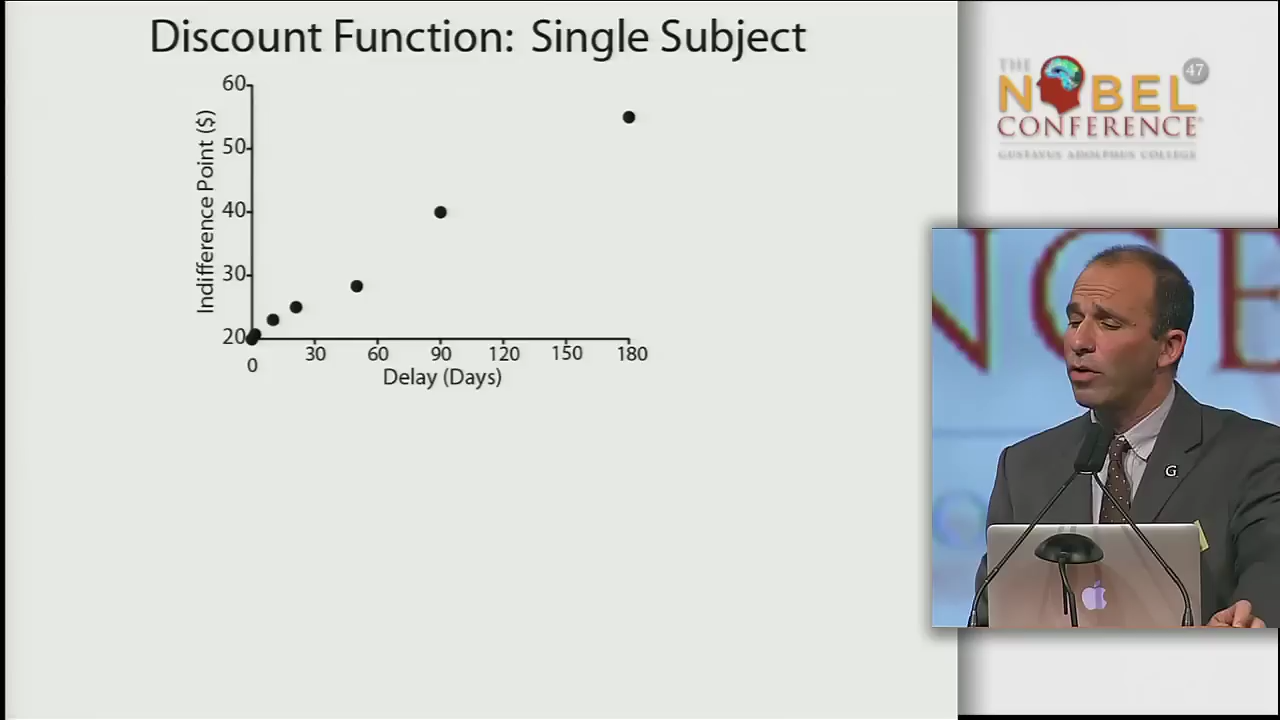 Discount Function: Single Subject
Indifference Point ($)
60
50
40
30
20
0
30
60
90
120
150
180
Delay (Days)
THE
NOBEL
47
CONFERENCE
GUSTAVUS ADOLPHUS COLLEGE
NCE
G